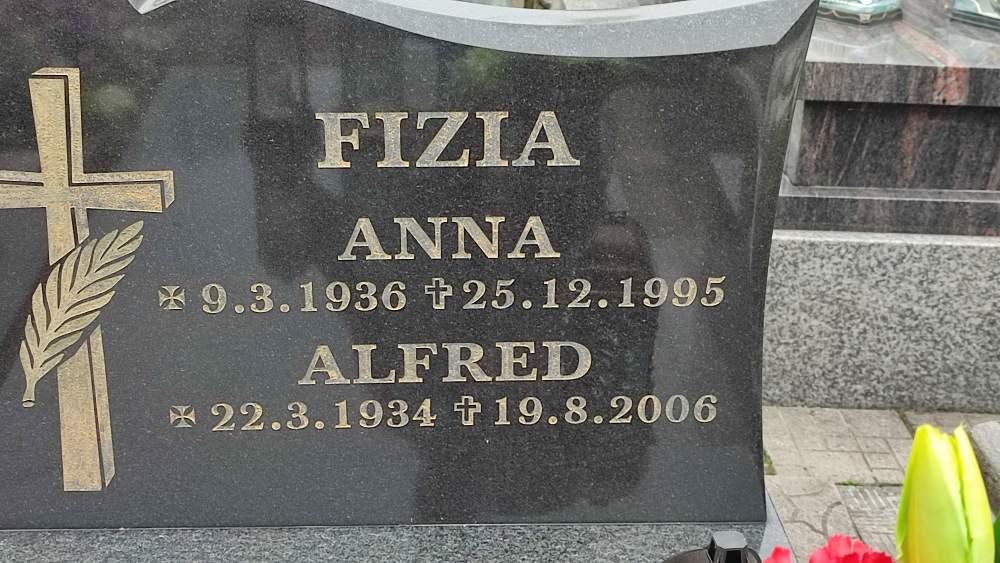 FIZIA
ANNA
✠ 9.3.1936 ✝ 25.12.1995
ALFRED
✠ 22.3.1934 ✝ 19.8.2006